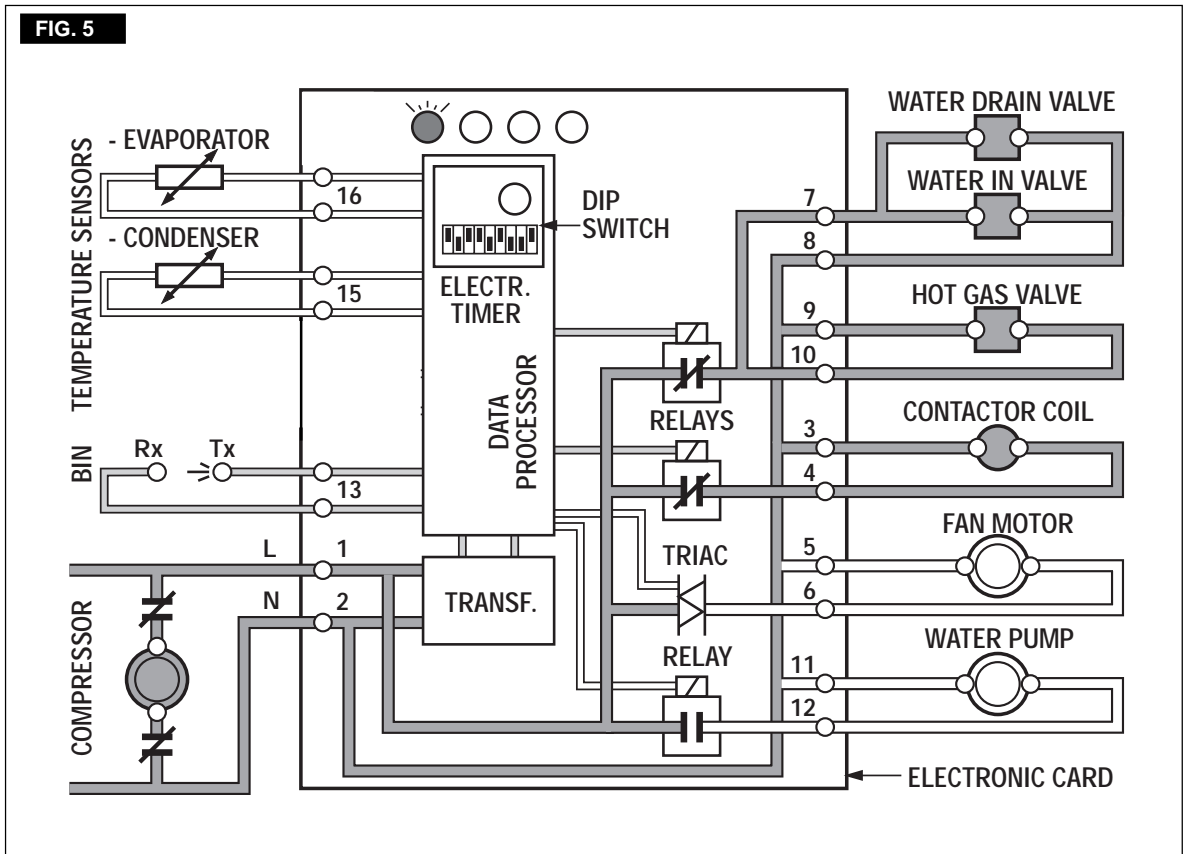 FIG. 5
TEMPERATURE SENSORS
- EVAPORATOR
16
- CONDENSER
15
BIN
Rx
Tx
13
L
1
N
2
COMPRESSOR
DIP
SWITCH
ELECTR.
TIMER
DATA
PROCESSOR
TRANSF.
RELAYS
TRIAC
RELAY
WATER DRAIN VALVE
WATER IN VALVE
7
8
HOT GAS VALVE
9
10
CONTACTOR COIL
3
4
FAN MOTOR
5
6
WATER PUMP
11
12
ELECTRONIC CARD